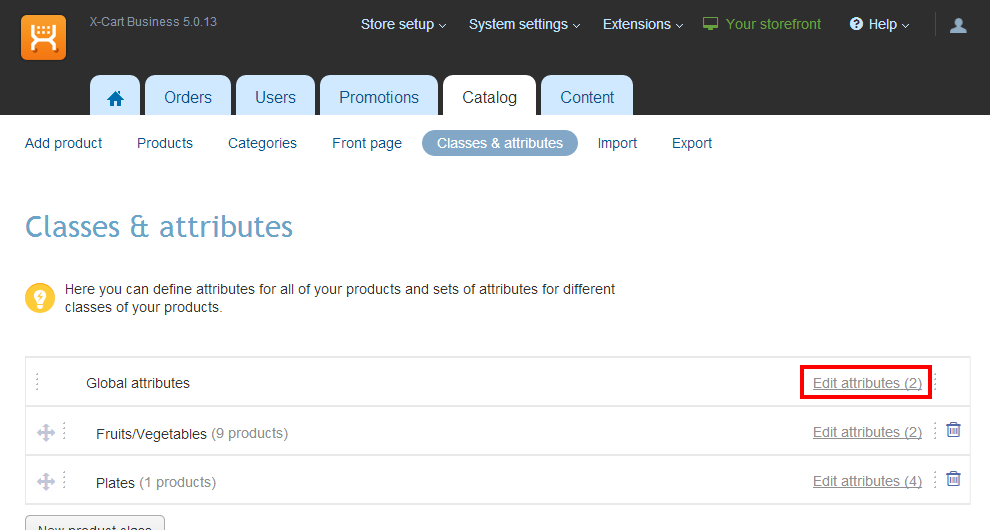 X-Cart Business 5.0.13
Store setup System settings Extensions Your storefront Help
Orders Users Promotions Catalog Content
Add product Products Categories Front page Classes & attributes Import Export
Classes & attributes
Here you can define attributes for all of your products and sets of attributes for different
classes of your products.
Global attributes Edit attributes (2)
Fruits/Vegetables (9 products) Edit attributes (2)
Plates (1 products) Edit attributes (4)
New product class